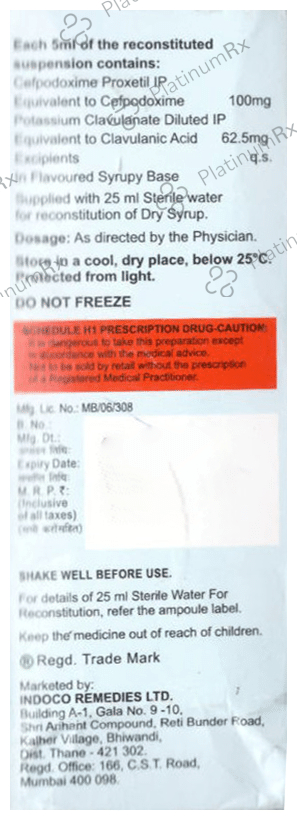 Each 5ml of the reconstituted
suspension contains:
Cefpodoxime Proxetil IP
Equivalent to Cefpodoxime 100mg
Potassium Clavulanate Diluted IP
Equivalent to Clavulanic Acid 62.5mg
Excipients q.s.
in Flavoured Syrupy Base
Supplied with 25 ml Sterile water
for reconstitution of Dry Syrup.
Dosage: As directed by the Physician.
Store in a cool, dry place, below 25°C.
Protected from light.
DO NOT FREEZE
SCHEDULE H1 PRESCRIPTION DRUG-CAUTION:
It is dangerous to take this preparation except
in accordance with the medical advice.
Not to be sold by retail without the prescription
of a Registered Medical Practitioner.
Mfg. Lic. No.: MB/06/308
B. No.:
Mfg. Dt.:
Expiry Date:
M. R. P. ₹:
(Inclusive
of all taxes)
SHAKE WELL BEFORE USE.
For details of 25 ml Sterile Water For
Reconstitution, refer the ampoule label.
Keep the medicine out of reach of children.
® Regd. Trade Mark
Marketed by:
INDOCO REMEDIES LTD.
Building A-1, Gala No. 9 -10,
Shri Arihant Compound, Reti Bunder Road,
Kalher Village, Bhiwandi,
Dist. Thane - 421 302.
Regd. Office: 166, C.S.T. Road,
Mumbai 400 098.
PlatinumRx
PlatinumRx
PlatinumRx